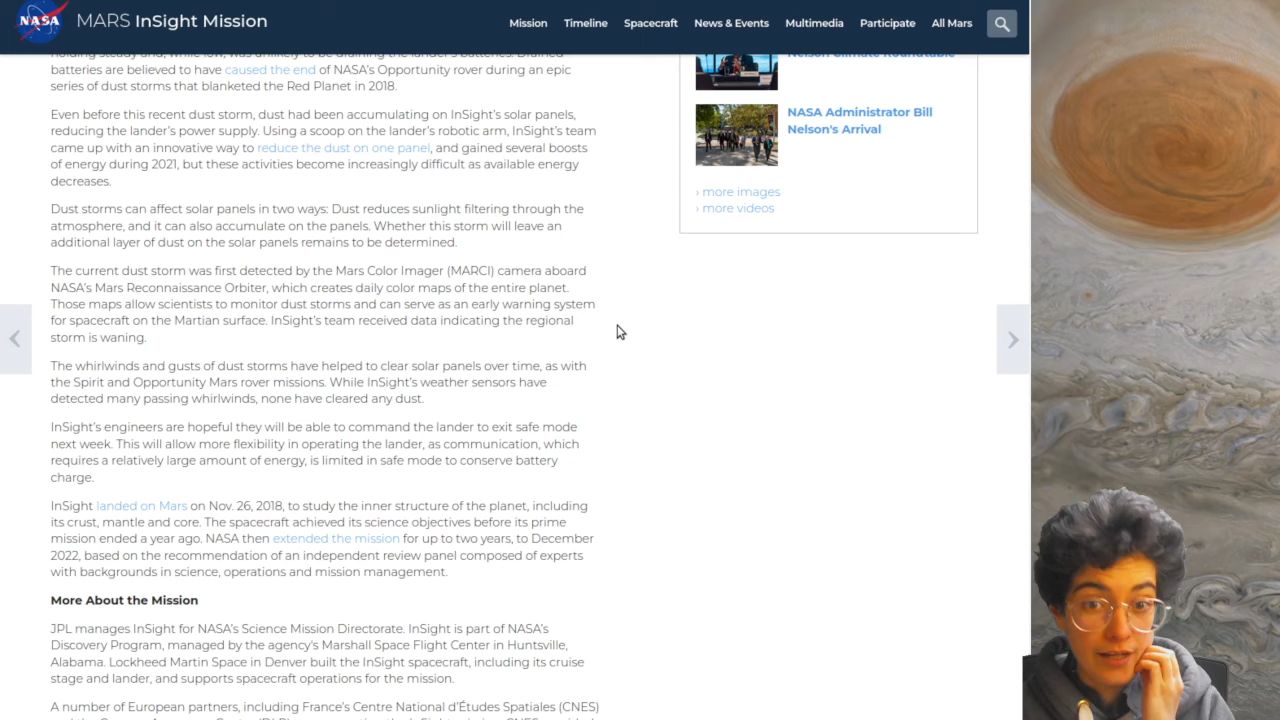 NASA
MARS InSight Mission
Mission
Timeline
Spacecraft
News & Events
Multimedia
Participate
All Mars
holding steady and, while low, was unlikely to be draining the lander's batteries. Drained
batteries are believed to have caused the end of NASA's Opportunity rover during an epic
series of dust storms that blanketed the Red Planet in 2018.
Even before this recent dust storm, dust had been accumulating on InSight's solar panels,
reducing the lander's power supply. Using a scoop on the lander's robotic arm, InSight's team
came up with an innovative way to reduce the dust on one panel, and gained several boosts
of energy during 2021, but these activities become increasingly difficult as available energy
decreases.
Dust storms can affect solar panels in two ways: Dust reduces sunlight filtering through the
atmosphere, and it can also accumulate on the panels. Whether this storm will leave an
additional layer of dust on the solar panels remains to be determined.
The current dust storm was first detected by the Mars Color Imager (MARCI) camera aboard
NASA's Mars Reconnaissance Orbiter, which creates daily color maps of the entire planet.
Those maps allow scientists to monitor dust storms and can serve as an early warning system
for spacecraft on the Martian surface. InSight's team received data indicating the regional
storm is waning.
The whirlwinds and gusts of dust storms have helped to clear solar panels over time, as with
the Spirit and Opportunity Mars rover missions. While InSight's weather sensors have
detected many passing whirlwinds, none have cleared any dust.
InSight's engineers are hopeful they will be able to command the lander to exit safe mode
next week. This will allow more flexibility in operating the lander, as communication, which
requires a relatively large amount of energy, is limited in safe mode to conserve battery
charge.
InSight landed on Mars on Nov. 26, 2018, to study the inner structure of the planet, including
its crust, mantle and core. The spacecraft achieved its science objectives before its prime
mission ended a year ago. NASA then extended the mission for up to two years, to December
2022, based on the recommendation of an independent review panel composed of experts
with backgrounds in science, operations and mission management.
More About the Mission
JPL manages InSight for NASA's Science Mission Directorate. InSight is part of NASA's
Discovery Program, managed by the agency's Marshall Space Flight Center in Huntsville,
Alabama. Lockheed Martin Space in Denver built the InSight spacecraft, including its cruise
stage and lander, and supports spacecraft operations for the mission.
A number of European partners, including France's Centre National d'Études Spatiales (CNES)
Nelson Climate Roundtable
NASA Administrator Bill
Nelson's Arrival
› more images
› more videos